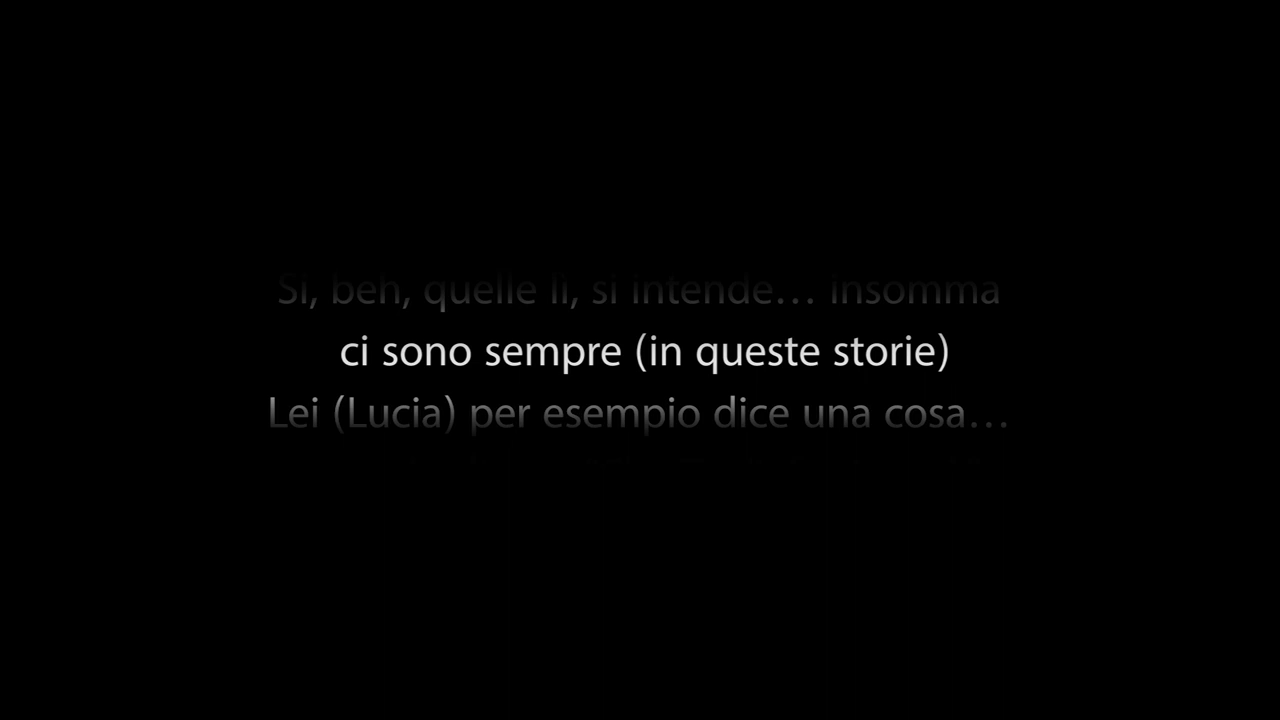 Sì, beh, quelle lì, si intende… insomma
ci sono sempre (in queste storie)
Lei (Lucia) per esempio dice una cosa…